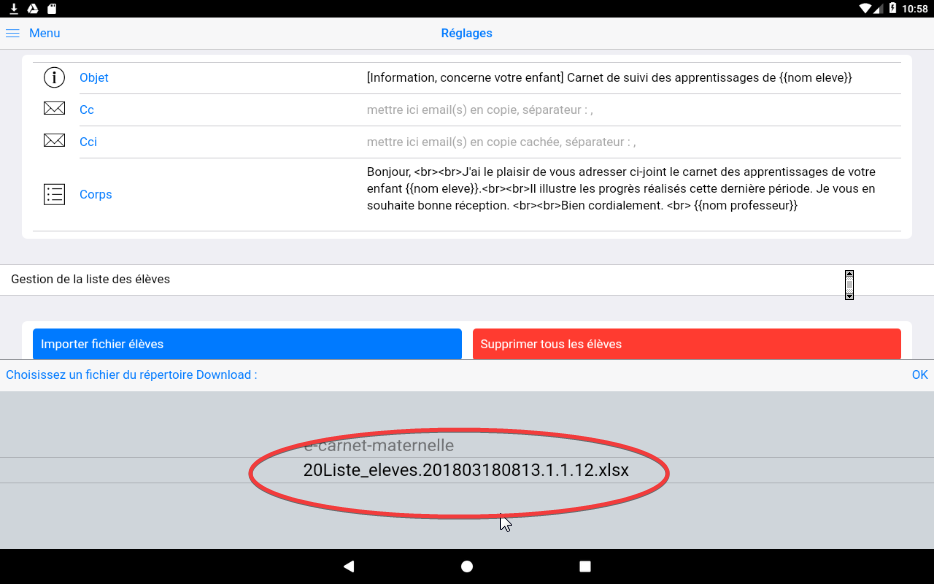 10:58
Menu
Réglages
Objet
[Information, concerne votre enfant] Carnet de suivi des apprentissages de {{nom eleve}}
Cc
mettre ici email(s) en copie, séparateur : ,
Cci
mettre ici email(s) en copie cachée, séparateur : ,
Corps
Bonjour, <br><br>J'ai le plaisir de vous adresser ci-joint le carnet des apprentissages de votre
enfant {{nom eleve}}.<br><br>Il illustre les progrès réalisés cette dernière période. Je vous en
souhaite bonne réception. <br><br>Bien cordialement. <br> {{nom professeur}}
Gestion de la liste des élèves
Importer fichier élèves
Supprimer tous les élèves
Choisissez un fichier du répertoire Download :
OK
e-carnet-maternelle
20Liste_eleves.201803180813.1.1.12.xlsx